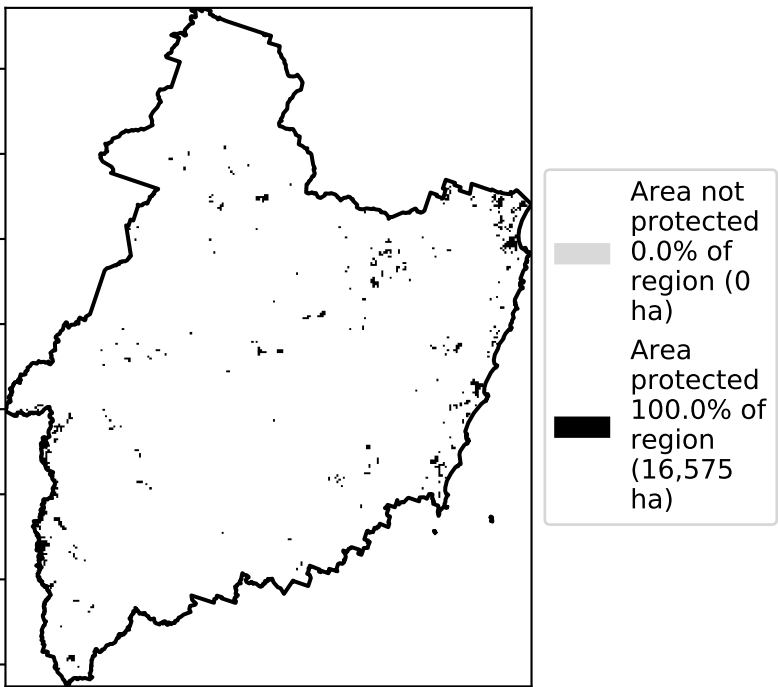 Area not
protected
0.0% of
region (0
ha)
Area
protected
100.0% of
region
(16,575
ha)